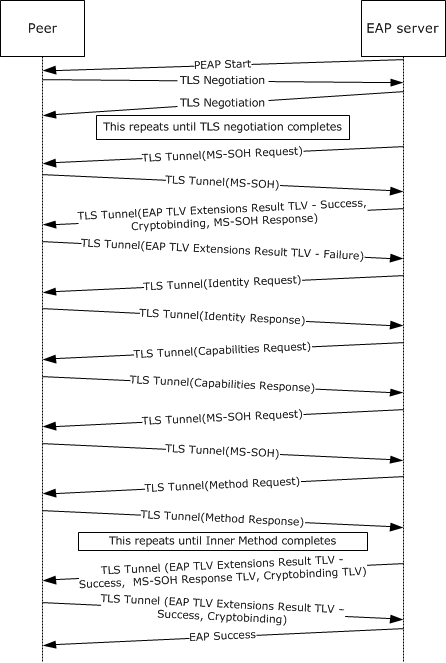 Peer
EAP server
PEAP Start
TLS Negotiation
TLS Negotiation
This repeats until TLS negotiation completes
TLS Tunnel(MS-SOH Request)
TLS Tunnel(MS-SOH)
TLS Tunnel(EAP TLV Extensions Result TLV - Success,
Cryptobinding, MS-SOH Response)
TLS Tunnel(EAP TLV Extensions Result TLV - Failure)
TLS Tunnel(Identity Request)
TLS Tunnel(Identity Response)
TLS Tunnel(Capabilities Request)
TLS Tunnel(Capabilities Response)
TLS Tunnel(MS-SOH Request)
TLS Tunnel(MS-SOH)
TLS Tunnel(Method Request)
TLS Tunnel(Method Response)
This repeats until Inner Method completes
TLS Tunnel (EAP TLV Extensions Result TLV -
Success, MS-SOH Response TLV, Cryptobinding TLV)
TLS Tunnel (EAP TLV Extensions Result TLV –
Success, Cryptobinding)
EAP Success